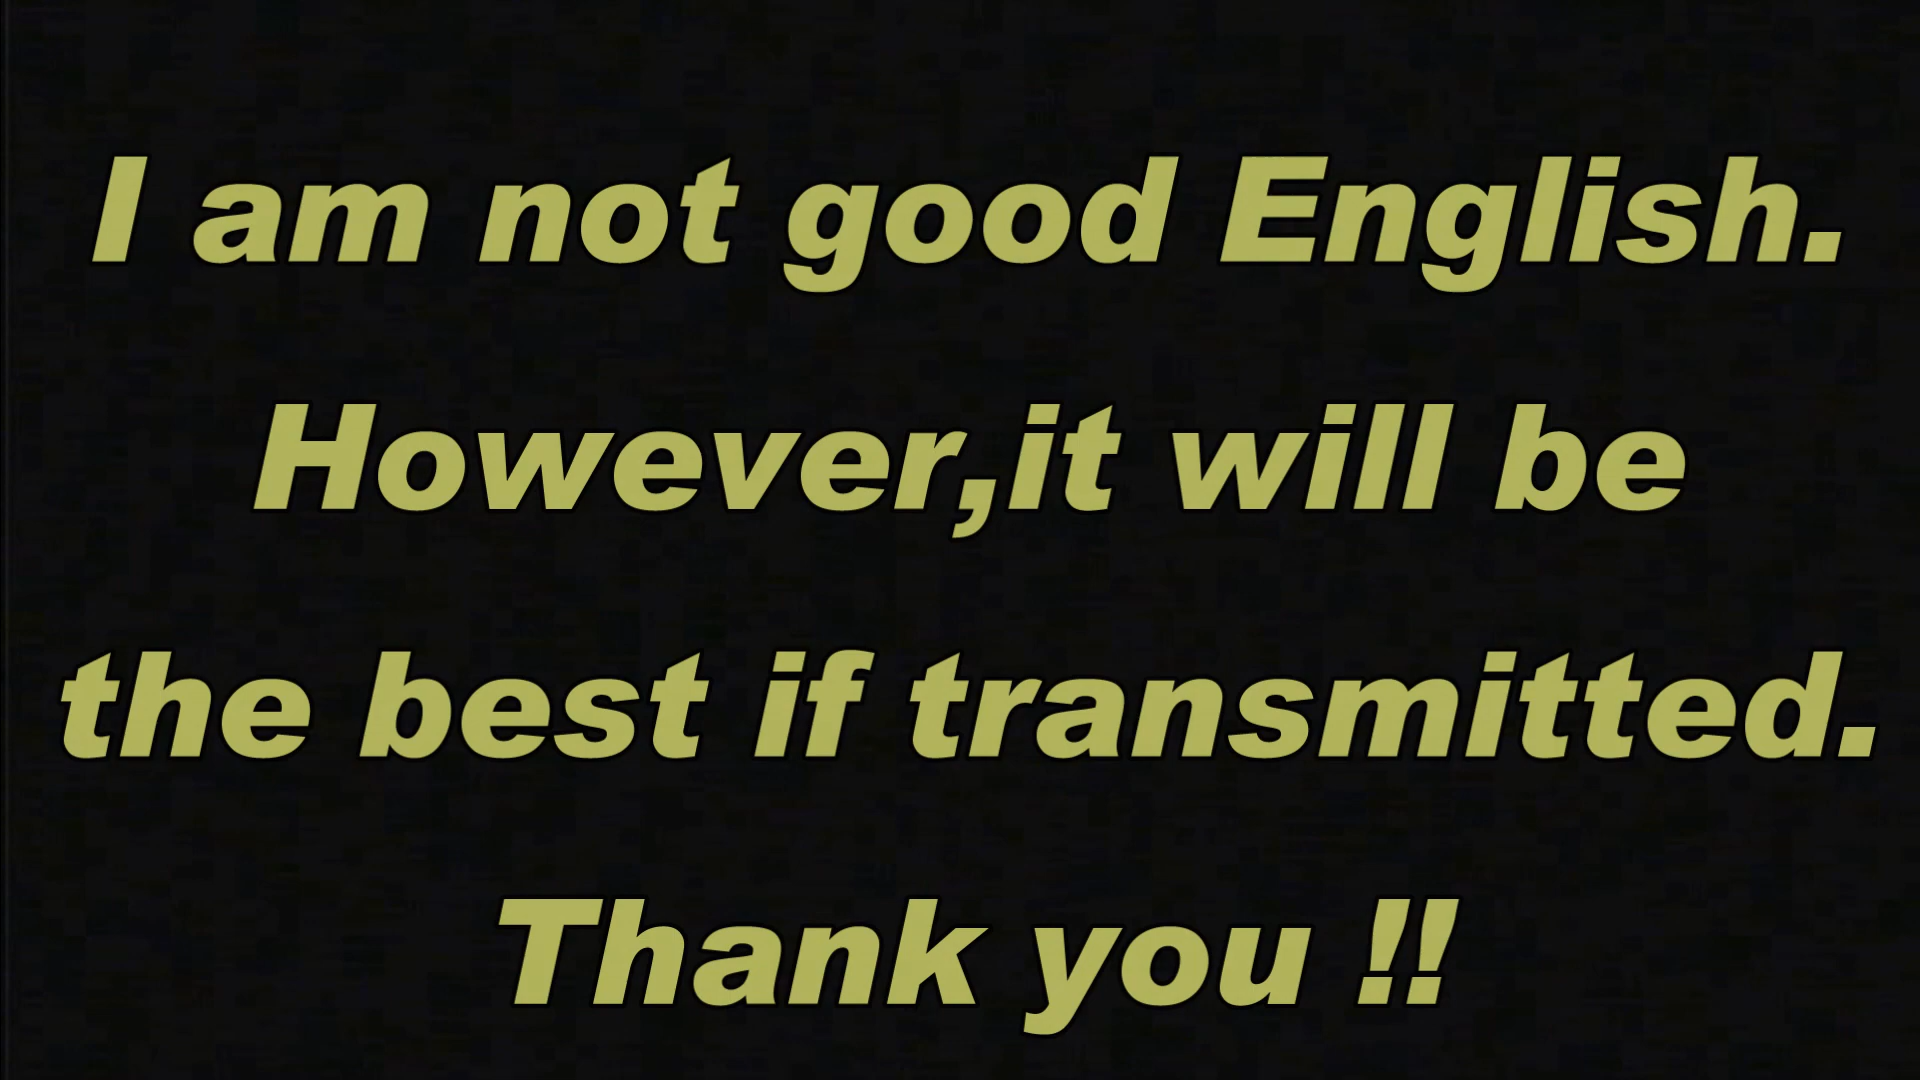 I am not good English.
However,it will be
the best if transmitted.
Thank you !!